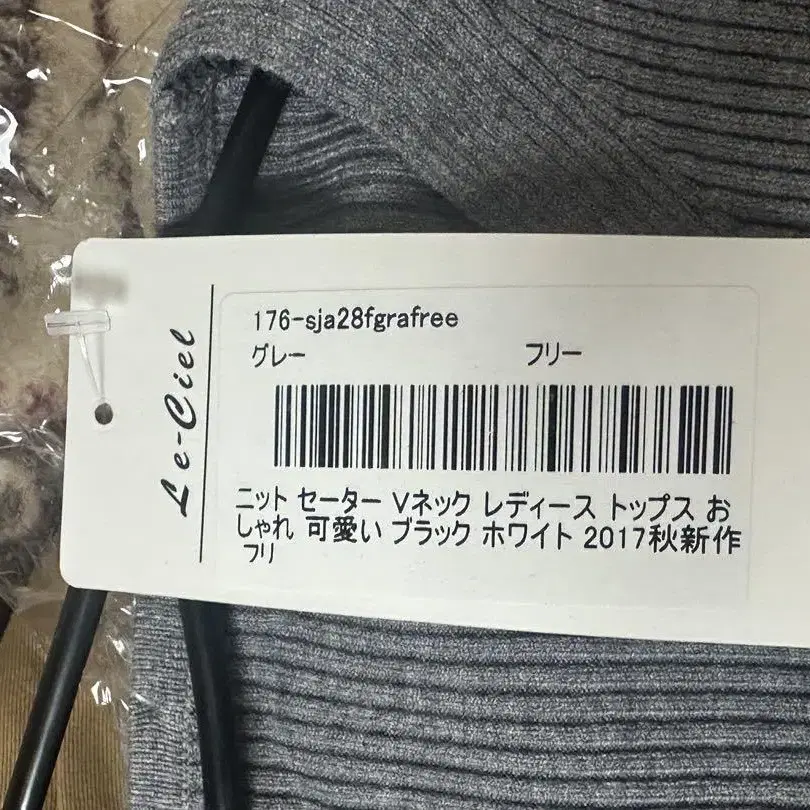 Le-Ciel
176-sja28fgrafree
グレー フリー
ニット セーター Vネック レディース トップス お
しゃれ 可愛い ブラック ホワイト 2017秋新作
フリ